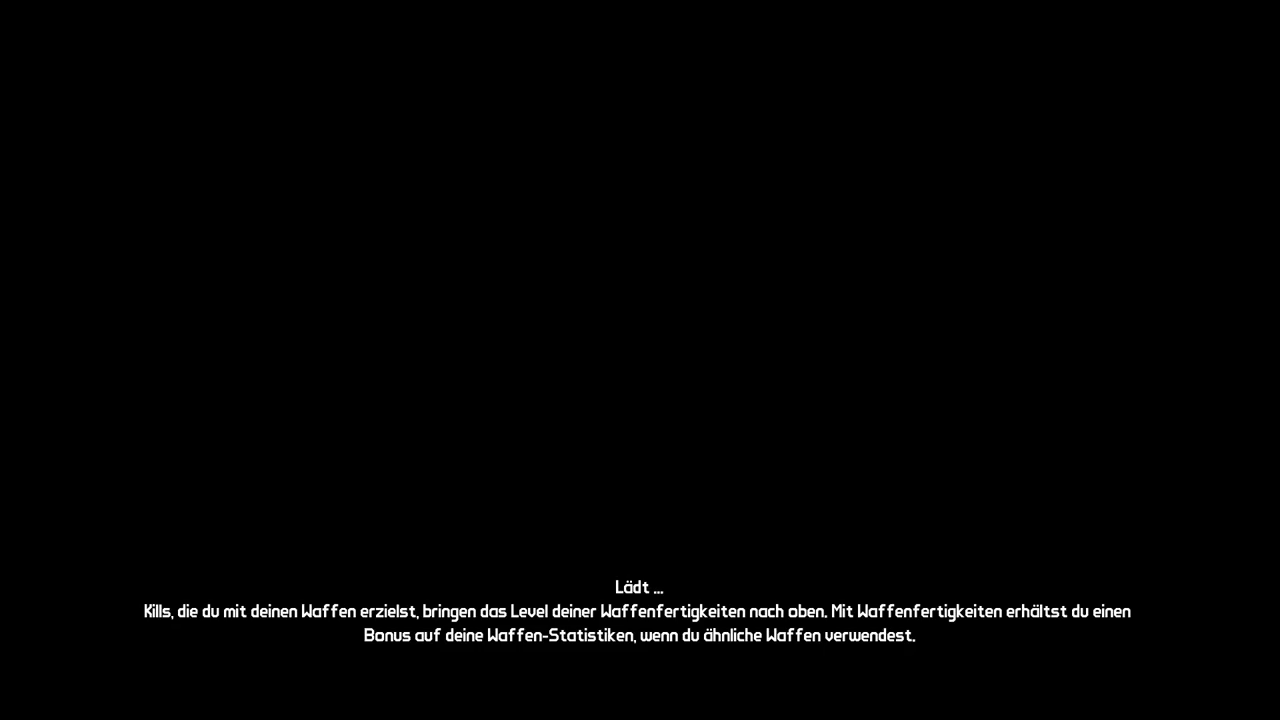 Lädt ...
Kills, die du mit deinen Waffen erzielst, bringen das Level deiner Waffenfertigkeiten nach oben. Mit Waffenfertigkeiten erhältst du einen
Bonus auf deine Waffen-Statistiken, wenn du ähnliche Waffen verwendest.